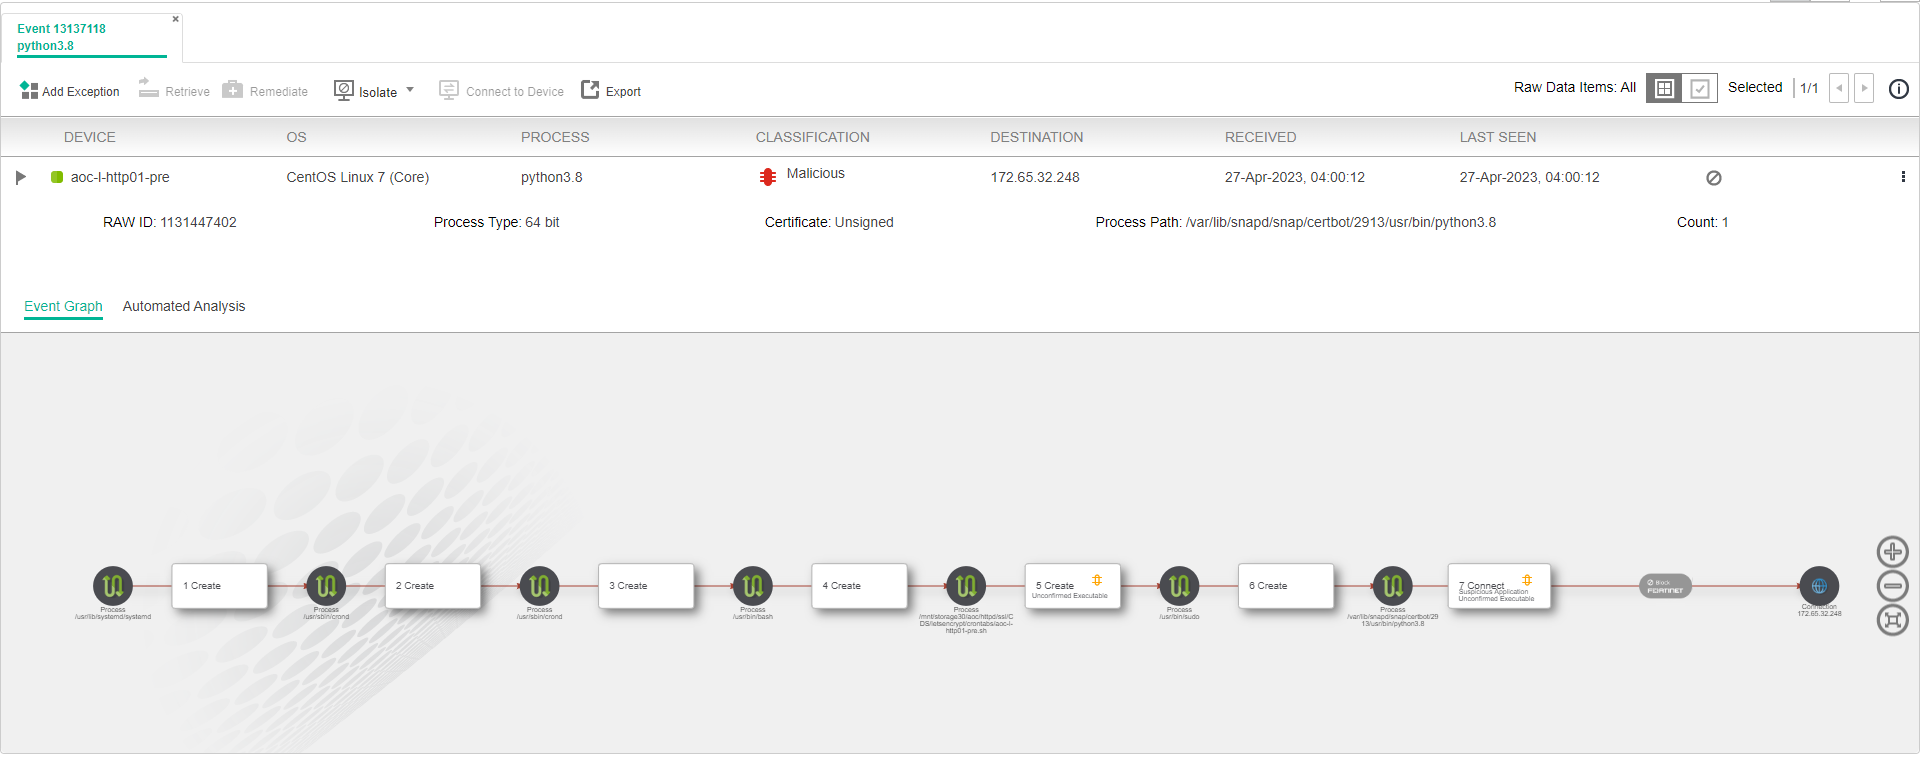 Event 13137118
python3.8
Add Exception Retrieve Remediate Isolate Connect to Device Export Raw Data Items: All Selected 1/1
DEVICE OS PROCESS CLASSIFICATION DESTINATION RECEIVED LAST SEEN
aoc-l-http01-pre CentOS Linux 7 (Core) python3.8 Malicious 172.65.32.248 27-Apr-2023, 04:00:12 27-Apr-2023, 04:00:12
RAW ID: 1131447402 Process Type: 64 bit Certificate: Unsigned Process Path: /var/lib/snapd/snap/certbot/2913/usr/bin/python3.8 Count: 1
Event Graph Automated Analysis
Process
/usr/lib/systemd/systemd
1 Create
Process
/usr/sbin/crond
2 Create
Process
/usr/sbin/crond
3 Create
Process
/usr/bin/bash
4 Create
Process
/mnt/storage30/aoc/httpd/ssl/C
DS/letsencrypt/crontabs/aoc-l-
http01-pre.sh
5 Create
Unconfirmed Executable
Process
/usr/bin/sudo
6 Create
Process
/var/lib/snapd/snap/certbot/29
13/usr/bin/python3.8
7 Connect
Suspicious Application
Unconfirmed Executable
Block
FORTINET
Connection
172.65.32.248